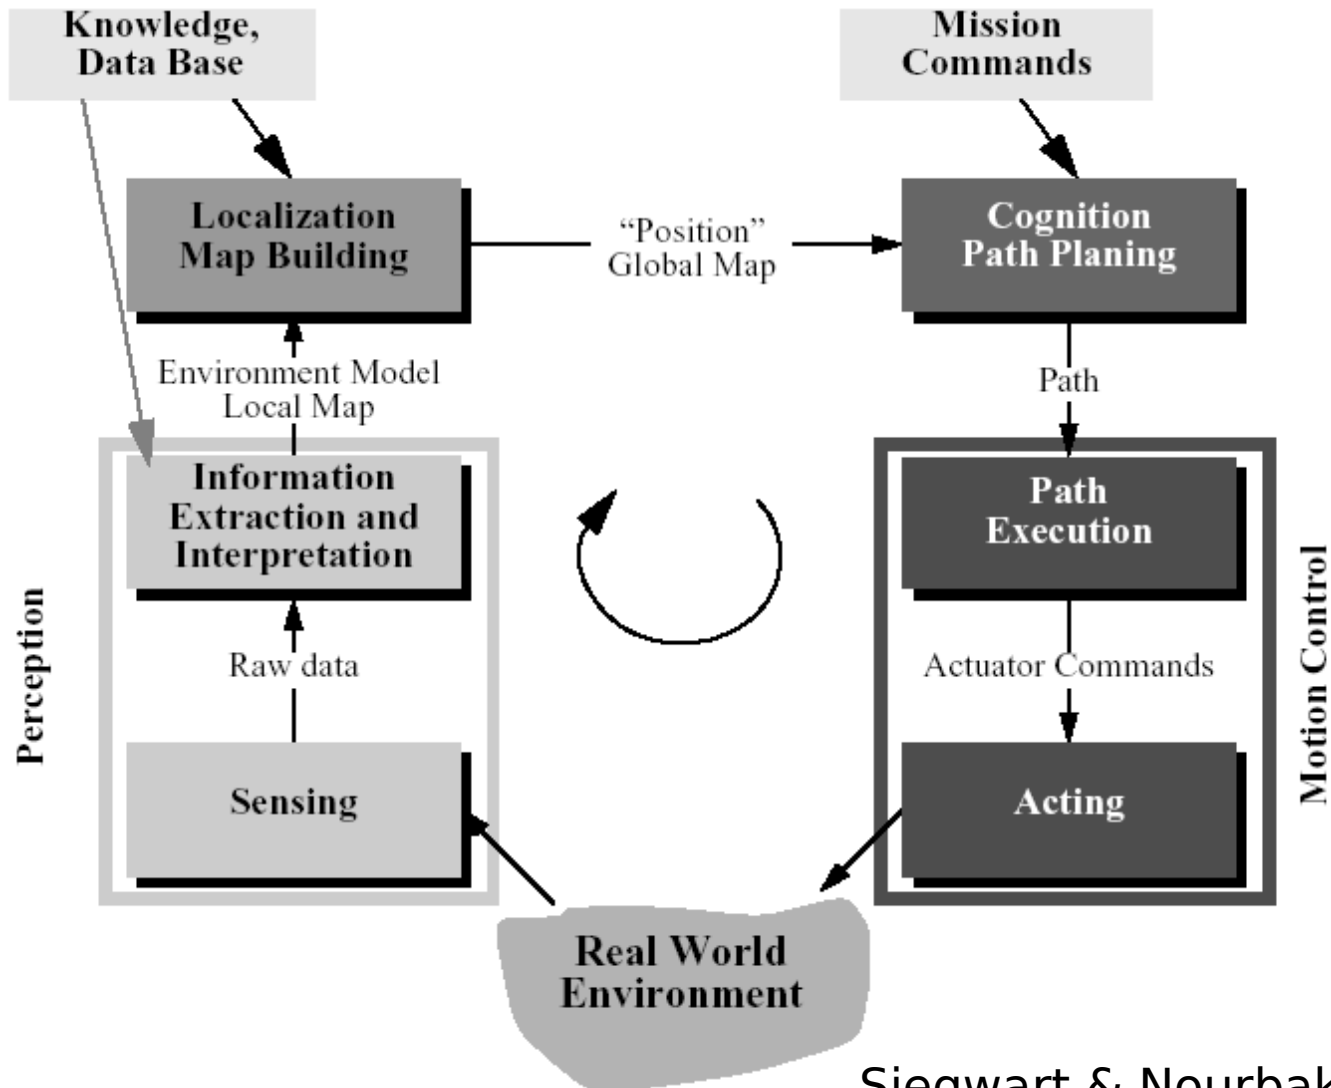 Knowledge,
Data Base
Mission
Commands
Localization
Map Building
“Position”
Global Map
Cognition
Path Planing
Environment Model
Local Map
Path
Information
Extraction and
Interpretation
Path
Execution
Perception
Motion Control
Raw data
Actuator Commands
Sensing
Acting
Real World
Environment
Siegwart & Nourbak